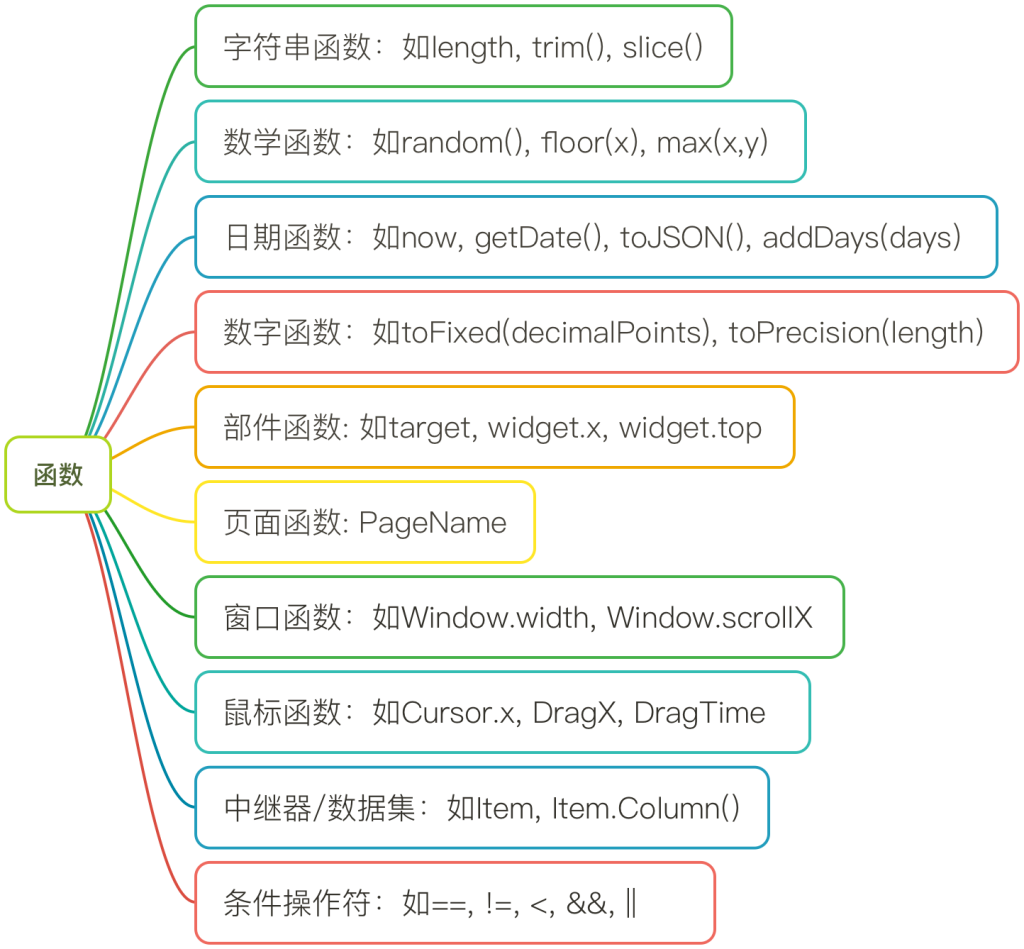 字符串函数：如length, trim(), slice()
数学函数：如random(), floor(x), max(x,y)
日期函数：如now, getDate(), toJSON(), addDays(days)
数字函数：如toFixed(decimalPoints), toPrecision(length)
部件函数: 如target, widget.x, widget.top
函数
页面函数: PageName
窗口函数：如Window.width, Window.scrollX
鼠标函数：如Cursor.x, DragX, DragTime
中继器/数据集：如Item, Item.Column()
条件操作符：如==, !=, <, &&, ||